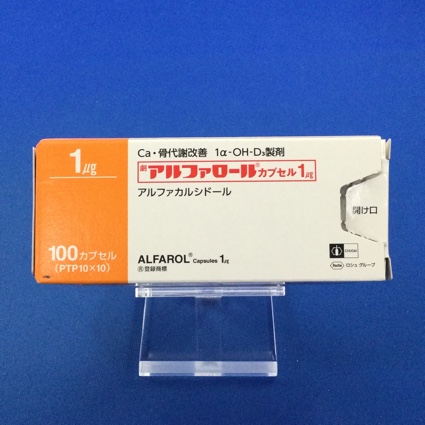 1㎍
100カプセル
(PTP10×10)
Ca・骨代謝改善 1α-OH-D₃製剤
劇 アルファロール®カプセル1㎍
アルファカルシドール
ALFAROL® Capsules 1㎍
Ⓡ登録商標
開け口
Roche ロシュ グループ